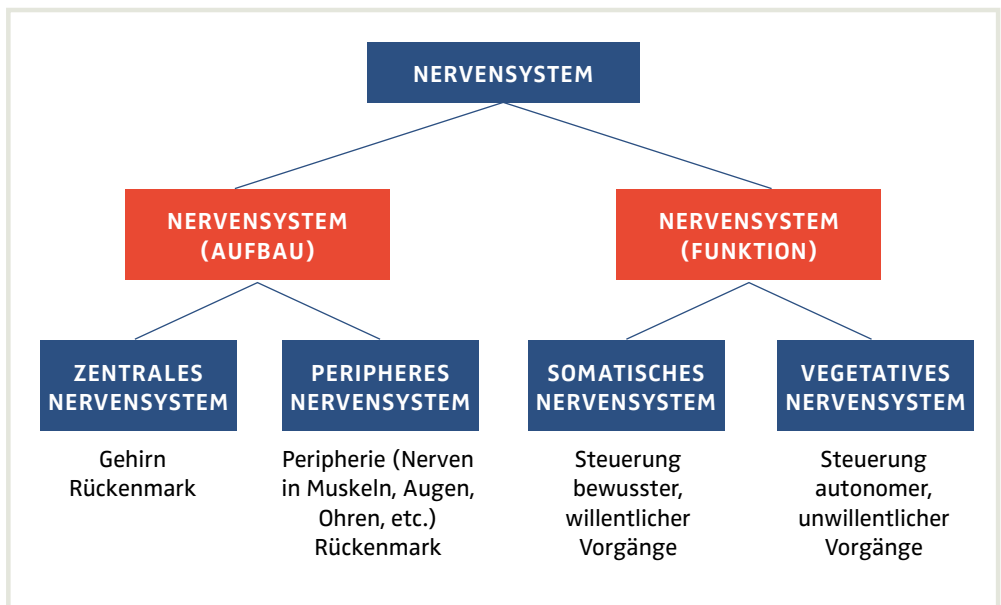 NERVENSYSTEM
NERVENSYSTEM
(AUFBAU)
NERVENSYSTEM
(FUNKTION)
ZENTRALES
NERVENSYSTEM
Gehirn
Rückenmark
PERIPHERES
NERVENSYSTEM
Peripherie (Nerven
in Muskeln, Augen,
Ohren, etc.)
Rückenmark
SOMATISCHES
NERVENSYSTEM
Steuerung
bewusster,
willentlicher
Vorgänge
VEGETATIVES
NERVENSYSTEM
Steuerung
autonomer,
unwillentlicher
Vorgänge